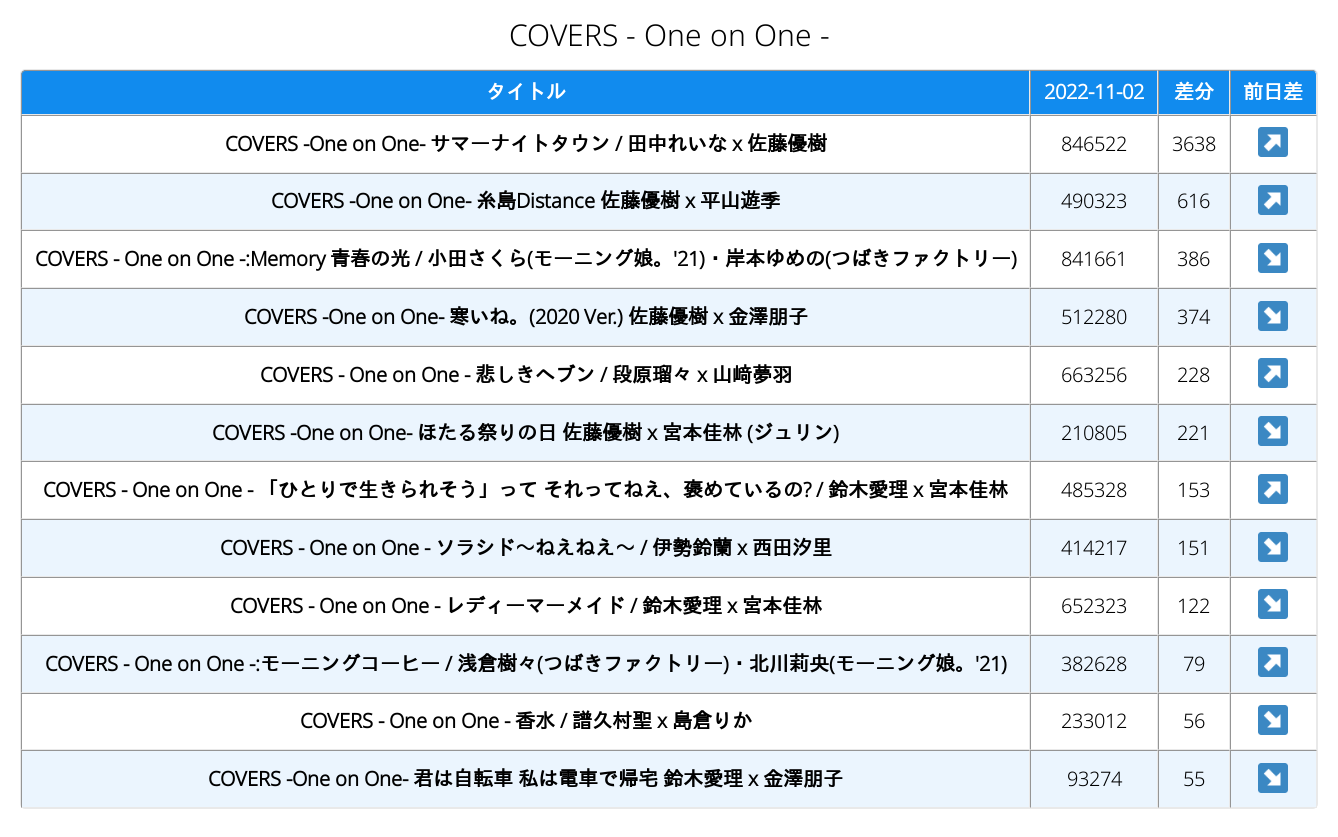 COVERS - One on One -
タイトル 2022-11-02 差分 前日差
COVERS -One on One- サマーナイトタウン / 田中れいな x 佐藤優樹 846522 3638 ↗
COVERS -One on One- 糸島Distance 佐藤優樹 x 平山遊季 490323 616 ↗
COVERS - One on One -:Memory 青春の光 / 小田さくら(モーニング娘。'21)・岸本ゆめの(つばきファクトリー) 841661 386 ↘
COVERS -One on One- 寒いね。(2020 Ver.) 佐藤優樹 x 金澤朋子 512280 374 ↘
COVERS - One on One - 悲しきヘブン / 段原瑠々 x 山﨑夢羽 663256 228 ↗
COVERS -One on One- ほたる祭りの日 佐藤優樹 x 宮本佳林 (ジュリン) 210805 221 ↘
COVERS - One on One - 「ひとりで生きられそう」って それってねえ、褒めているの? / 鈴木愛理 x 宮本佳林 485328 153 ↗
COVERS - One on One - ソラシド〜ねえねえ〜 / 伊勢鈴蘭 x 西田汐里 414217 151 ↘
COVERS - One on One - レディーマーメイド / 鈴木愛理 x 宮本佳林 652323 122 ↘
COVERS - One on One -:モーニングコーヒー / 浅倉樹々(つばきファクトリー)・北川莉央(モーニング娘。'21) 382628 79 ↗
COVERS - One on One - 香水 / 譜久村聖 x 島倉りか 233012 56 ↘
COVERS -One on One- 君は自転車 私は電車で帰宅 鈴木愛理 x 金澤朋子 93274 55 ↘